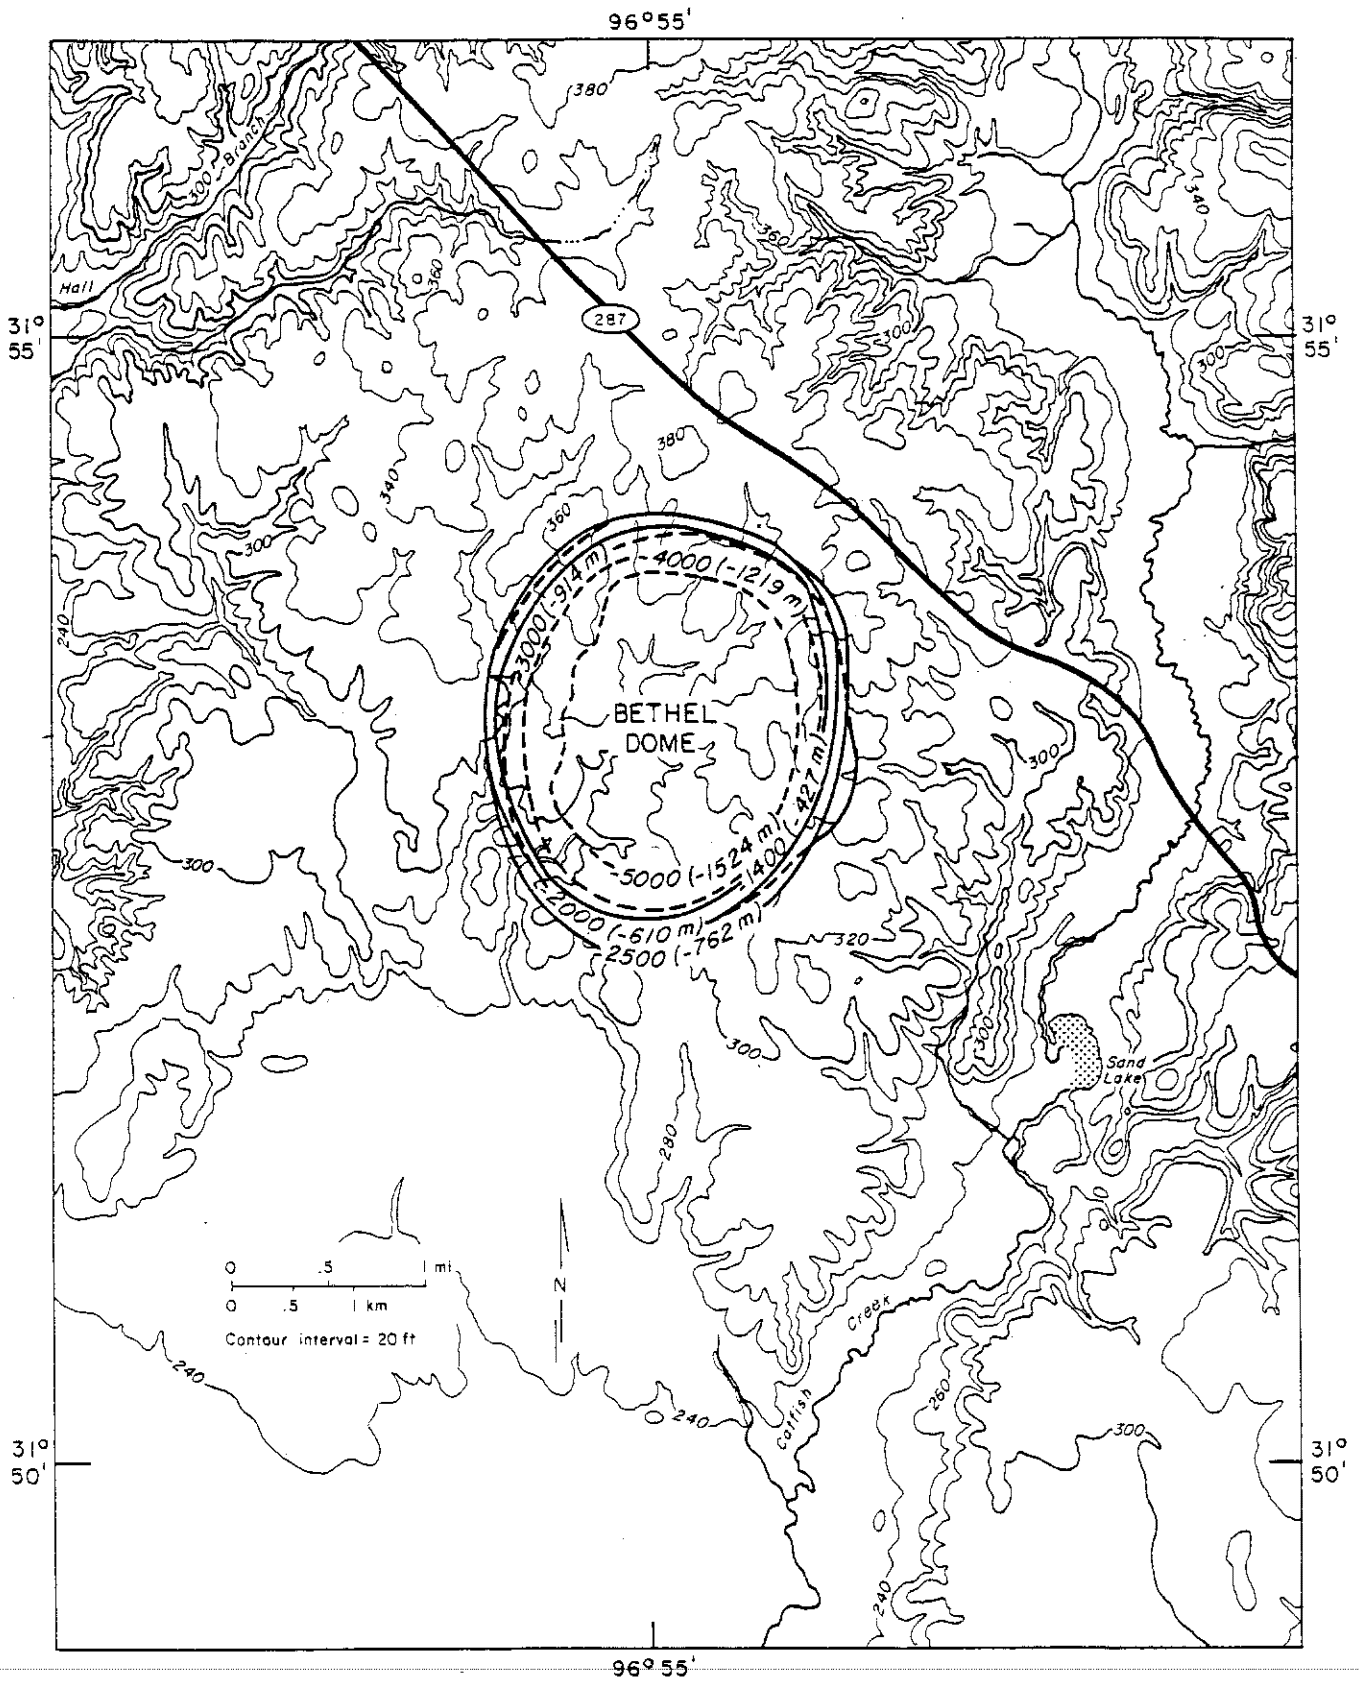 96° 55'
380
300
Branch
340
360
360
Hall
287
31°
55'
31°
55'
300
300
380
340
360
300
240
-4000 (-1219 m)
-3000 (-914 m)
BETHEL
DOME
300
-1400 (-427 m)
-5000 (-1524 m)
300
-2000 (-610 m)
-2500 (-762 m)
320
300
300
Sand
Lake
280
0 .5 1 mi
0 .5 1 km
Contour interval = 20 ft
N
Catfish Creek
240
240
260
300
31°
50'
31°
50'
240
96° 55'